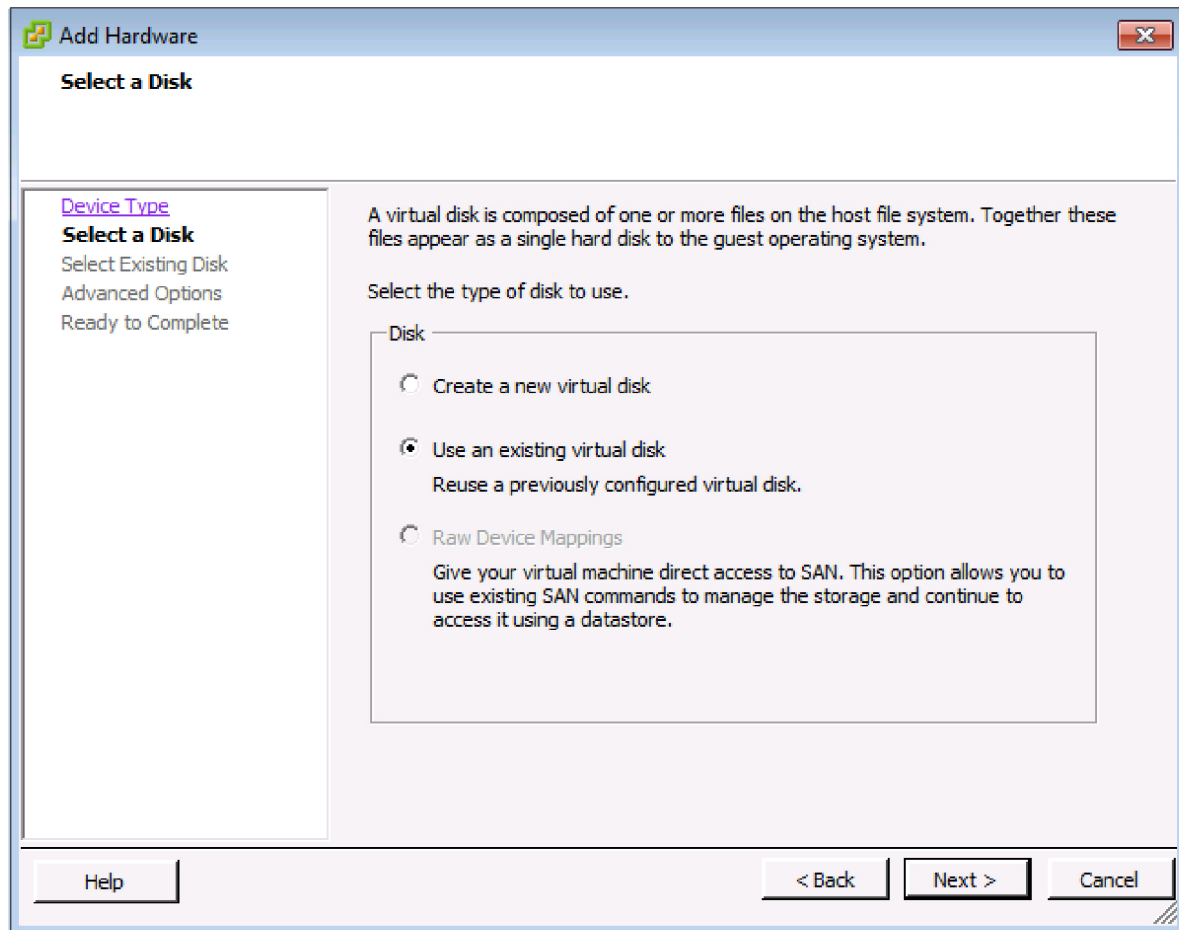 Add Hardware
Select a Disk
Device Type
Select a Disk
Select Existing Disk
Advanced Options
Ready to Complete
A virtual disk is composed of one or more files on the host file system. Together these
files appear as a single hard disk to the guest operating system.
Select the type of disk to use.
Disk
Create a new virtual disk
Use an existing virtual disk
Reuse a previously configured virtual disk.
Raw Device Mappings
Give your virtual machine direct access to SAN. This option allows you to
use existing SAN commands to manage the storage and continue to
access it using a datastore.
Help
< Back
Next >
Cancel